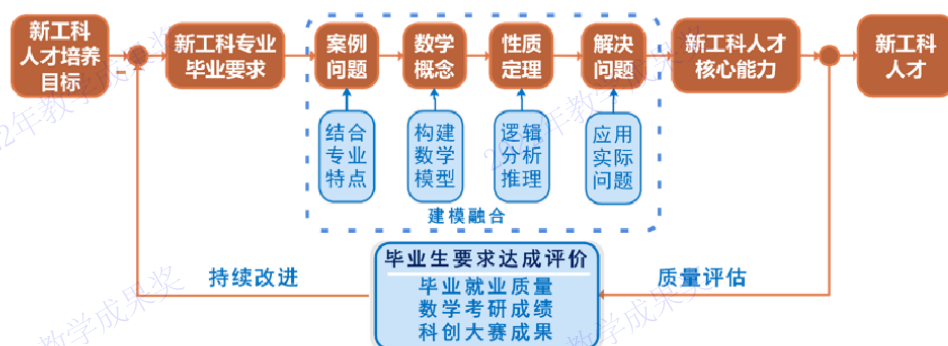 新工科
人才培养
目标
新工科专业
毕业要求
案例
问题
数学
概念
性质
定理
解决
问题
新工科人才
核心能力
新工科
人才
结合
专业
特点
构建
数学
模型
逻辑
分析
推理
应用
实际
问题
建模融合
毕业生要求达成评价
毕业就业质量
数学考研成绩
科创大赛成果
持续改进
质量评估